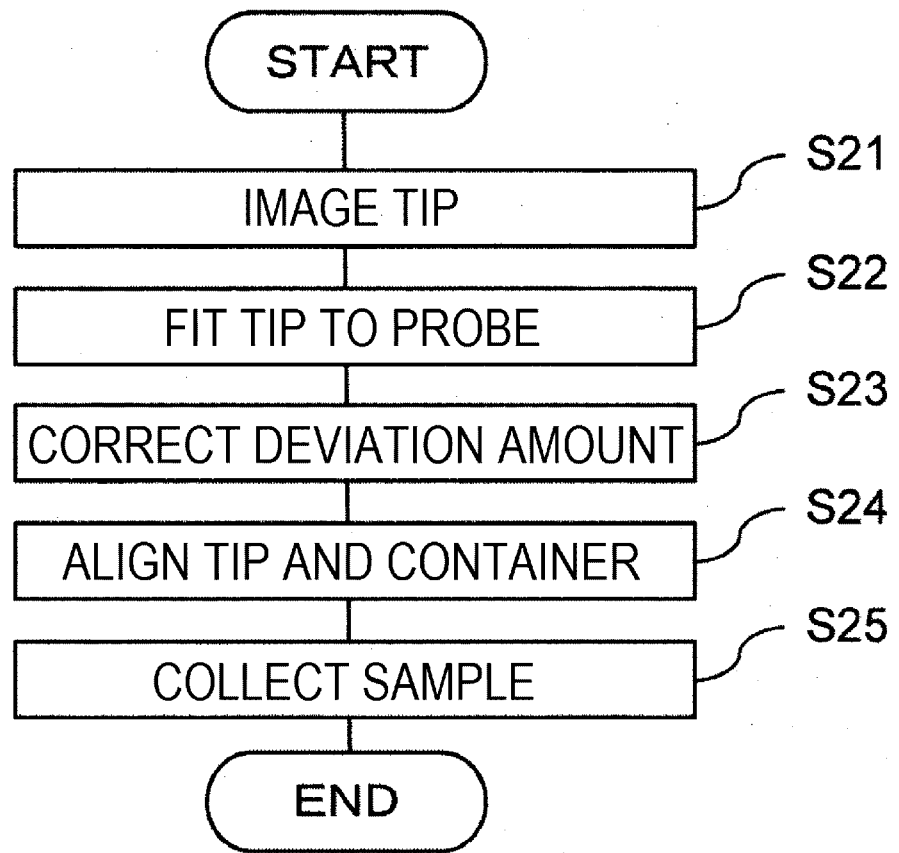 START
S21
IMAGE TIP
S22
FIT TIP TO PROBE
S23
CORRECT DEVIATION AMOUNT
S24
ALIGN TIP AND CONTAINER
S25
COLLECT SAMPLE
END